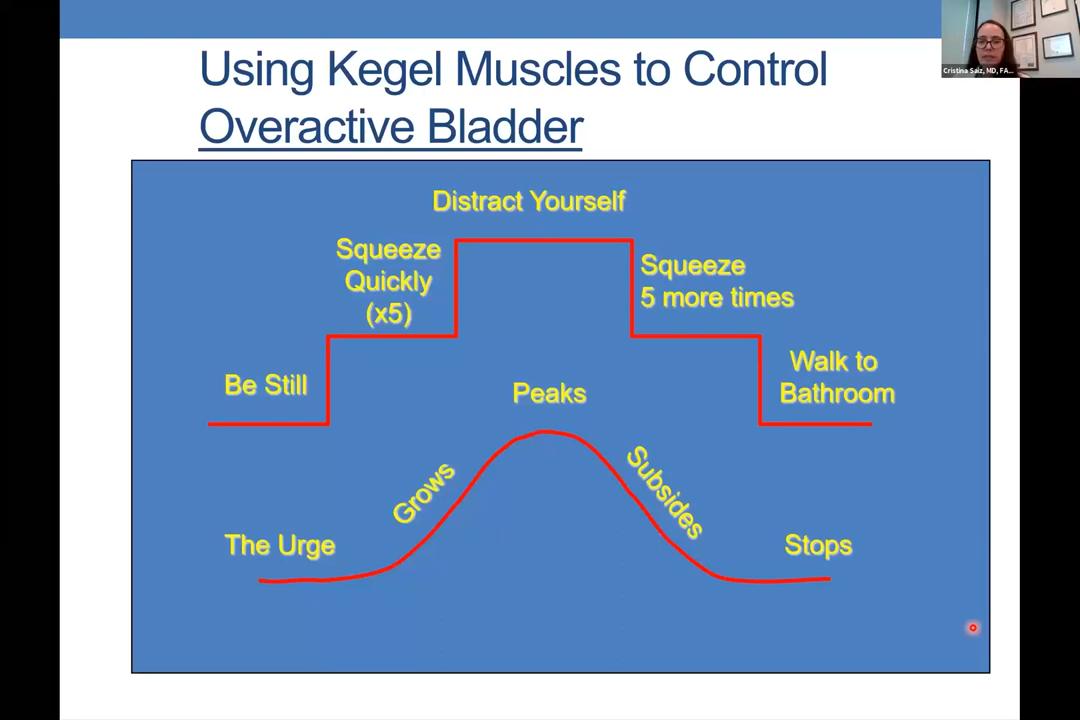 Using Kegel Muscles to Control
Overactive Bladder
Distract Yourself
Squeeze
Quickly
(x5)
Squeeze
5 more times
Be Still
Walk to
Bathroom
Peaks
Grows
Subsides
The Urge
Stops
Cristina Saiz, MD, FA...